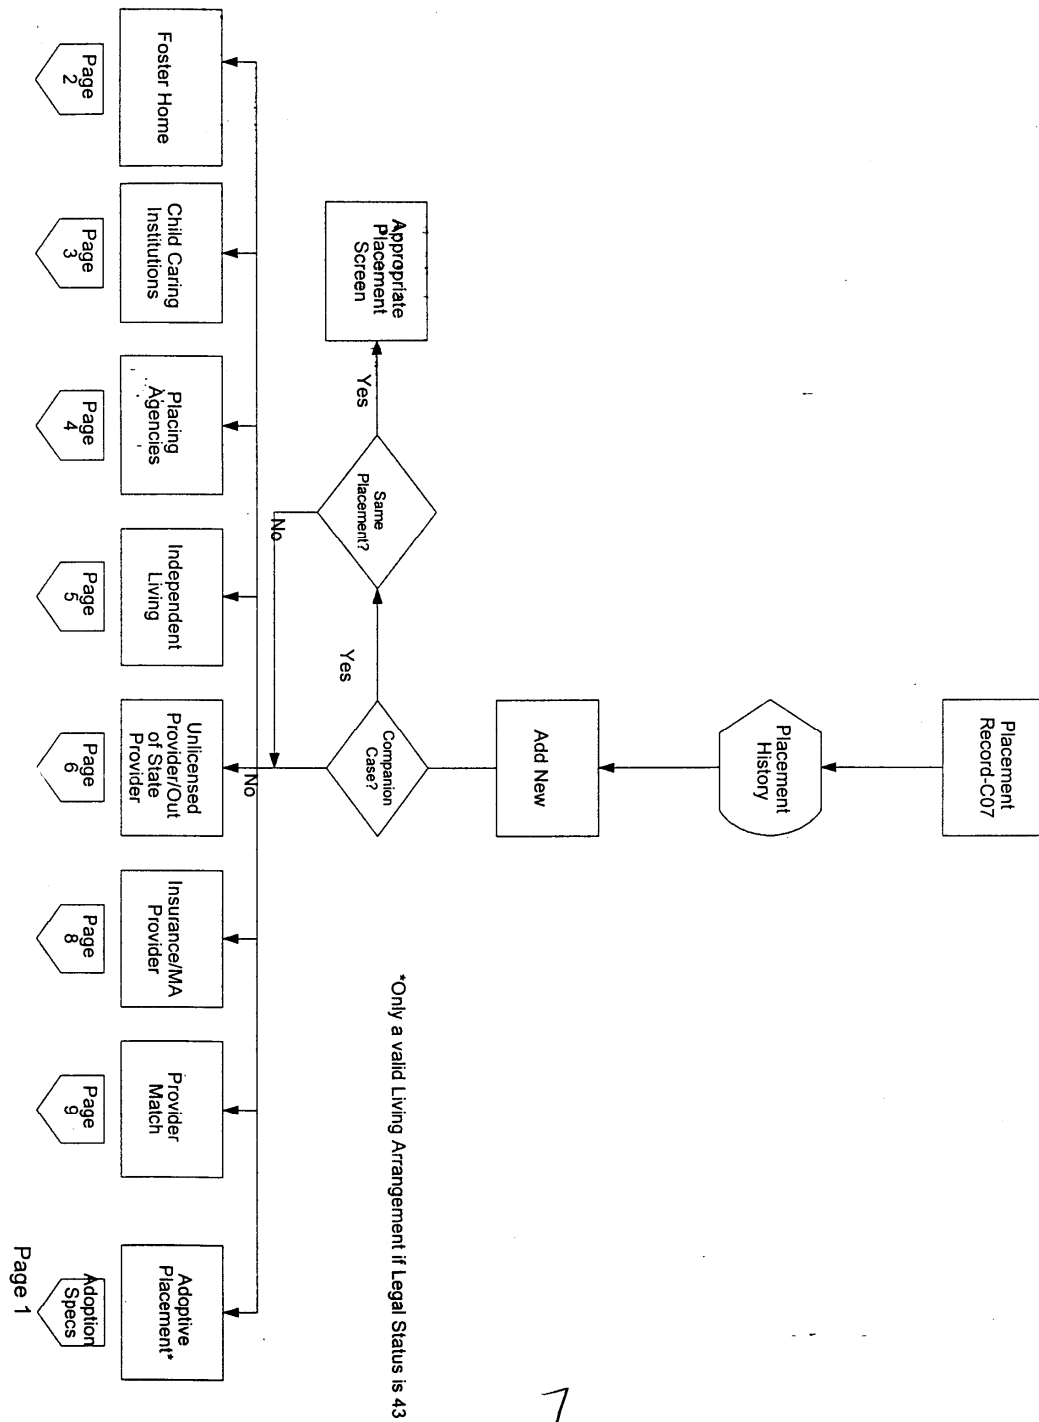 Placement
Record-C07
Placement
History
Add New
Companion
Case?
Yes
No
Same
Placement?
Yes
No
Appropriate
Placement
Screen
Foster Home
Child Caring
Institutions
Placing
Agencies
Independent
Living
Unlicensed
Provider/Out
of State
Provider
Insurance/MA
Provider
Provider
Match
Adoptive
Placement*
Page
2
Page
3
Page
4
Page
5
Page
6
Page
8
Page
9
Adoption
Specs
*Only a valid Living Arrangement if Legal Status is 43
Page 1
7